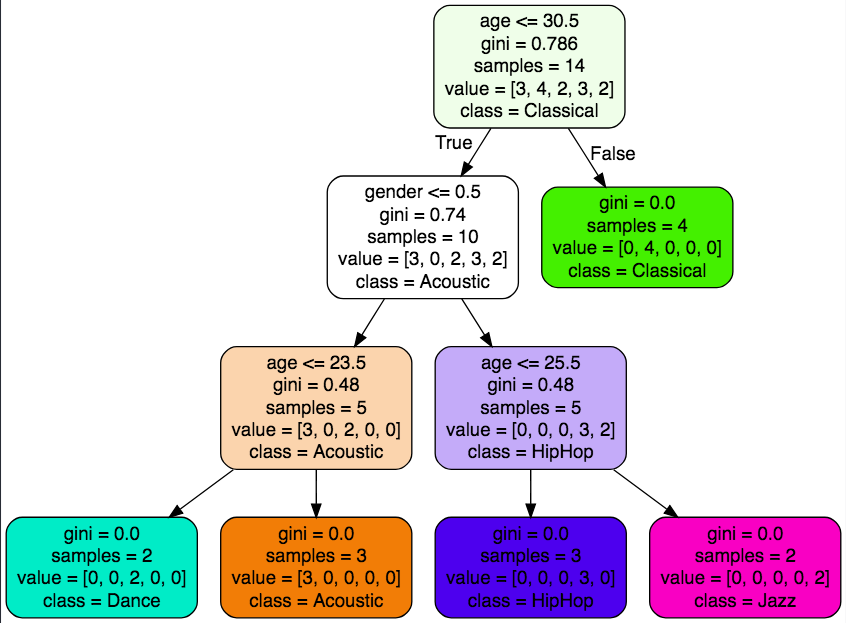 age <= 30.5
gini = 0.786
samples = 14
value = [3, 4, 2, 3, 2]
class = Classical
True
False
gender <= 0.5
gini = 0.74
samples = 10
value = [3, 0, 2, 3, 2]
class = Acoustic
gini = 0.0
samples = 4
value = [0, 4, 0, 0, 0]
class = Classical
age <= 23.5
gini = 0.48
samples = 5
value = [3, 0, 2, 0, 0]
class = Acoustic
age <= 25.5
gini = 0.48
samples = 5
value = [0, 0, 0, 3, 2]
class = HipHop
gini = 0.0
samples = 2
value = [0, 0, 2, 0, 0]
class = Dance
gini = 0.0
samples = 3
value = [3, 0, 0, 0, 0]
class = Acoustic
gini = 0.0
samples = 3
value = [0, 0, 0, 3, 0]
class = HipHop
gini = 0.0
samples = 2
value = [0, 0, 0, 0, 2]
class = Jazz